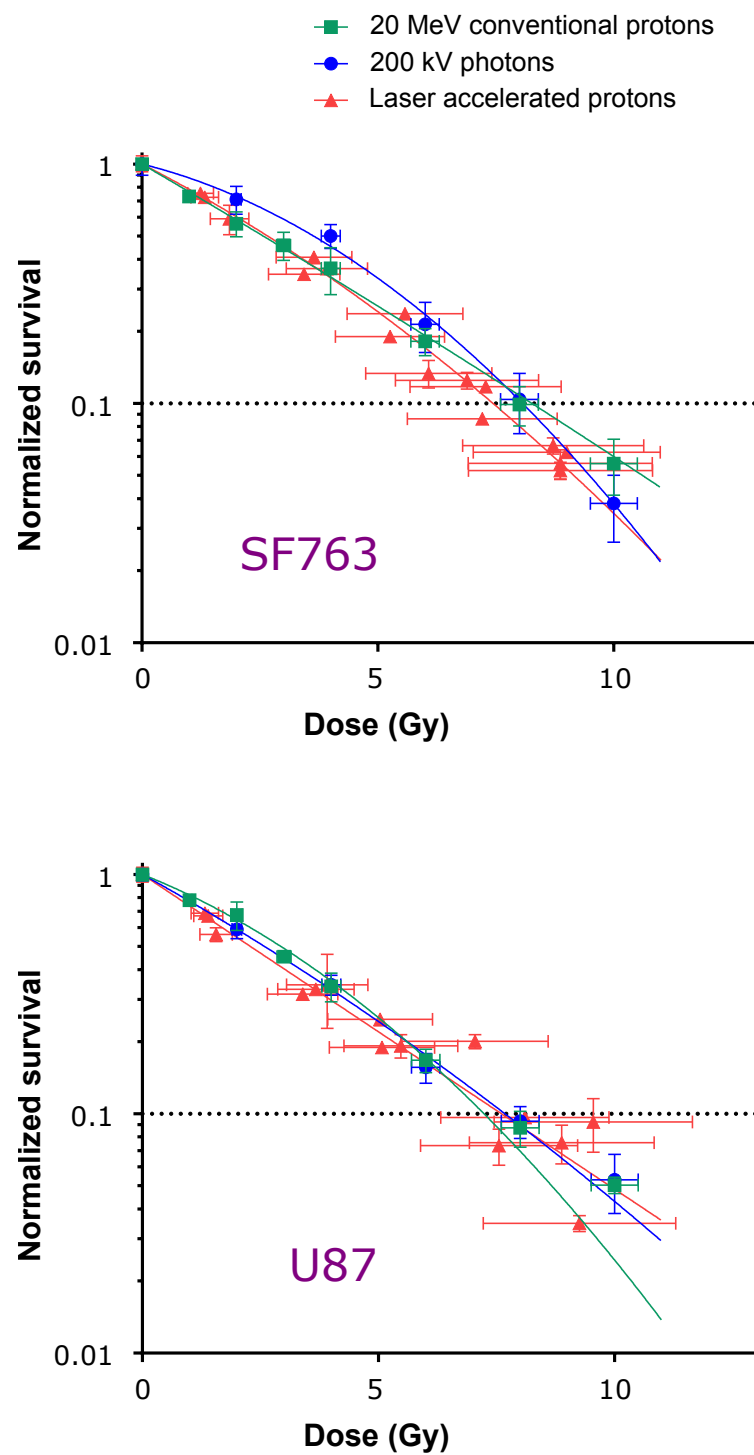 20 MeV conventional protons
200 kV photons
Laser accelerated protons
1
0.1
0.01
Normalized survival
SF763
0
5
10
Dose (Gy)
1
0.1
0.01
Normalized survival
U87
0
5
10
Dose (Gy)